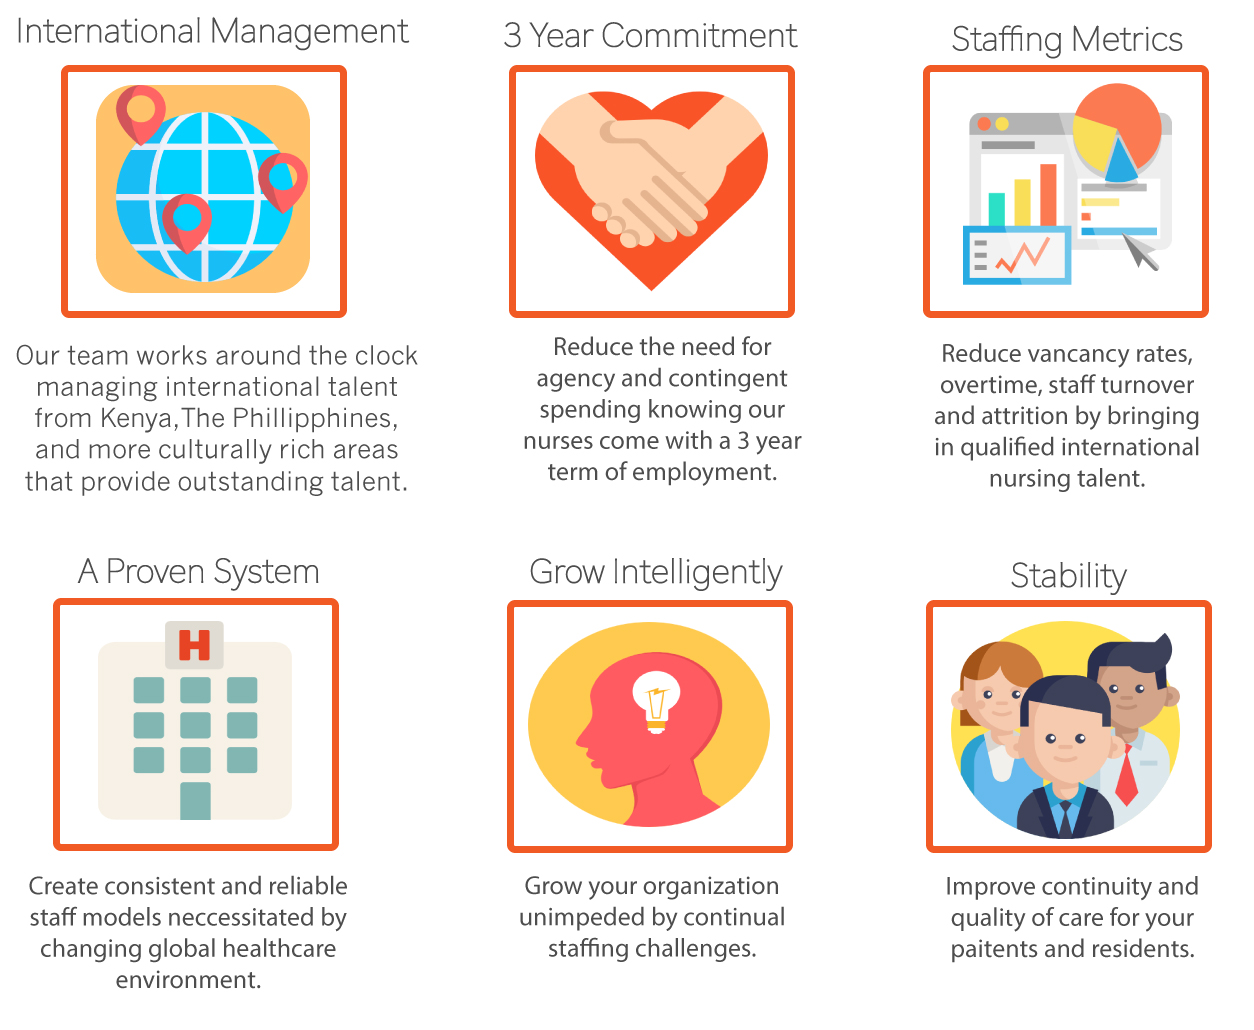 International Management
Our team works around the clock
managing international talent
from Kenya,The Phillipphines,
and more culturally rich areas
that provide outstanding talent.
3 Year Commitment
Reduce the need for
agency and contingent
spending knowing our
nurses come with a 3 year
term of employment.
Staffing Metrics
Reduce vancancy rates,
overtime, staff turnover
and attrition by bringing
in qualified international
nursing talent.
A Proven System
H
Create consistent and reliable
staff models neccessitated by
changing global healthcare
environment.
Grow Intelligently
Grow your organization
unimpeded by continual
staffing challenges.
Stability
Improve continuity and
quality of care for your
paitents and residents.